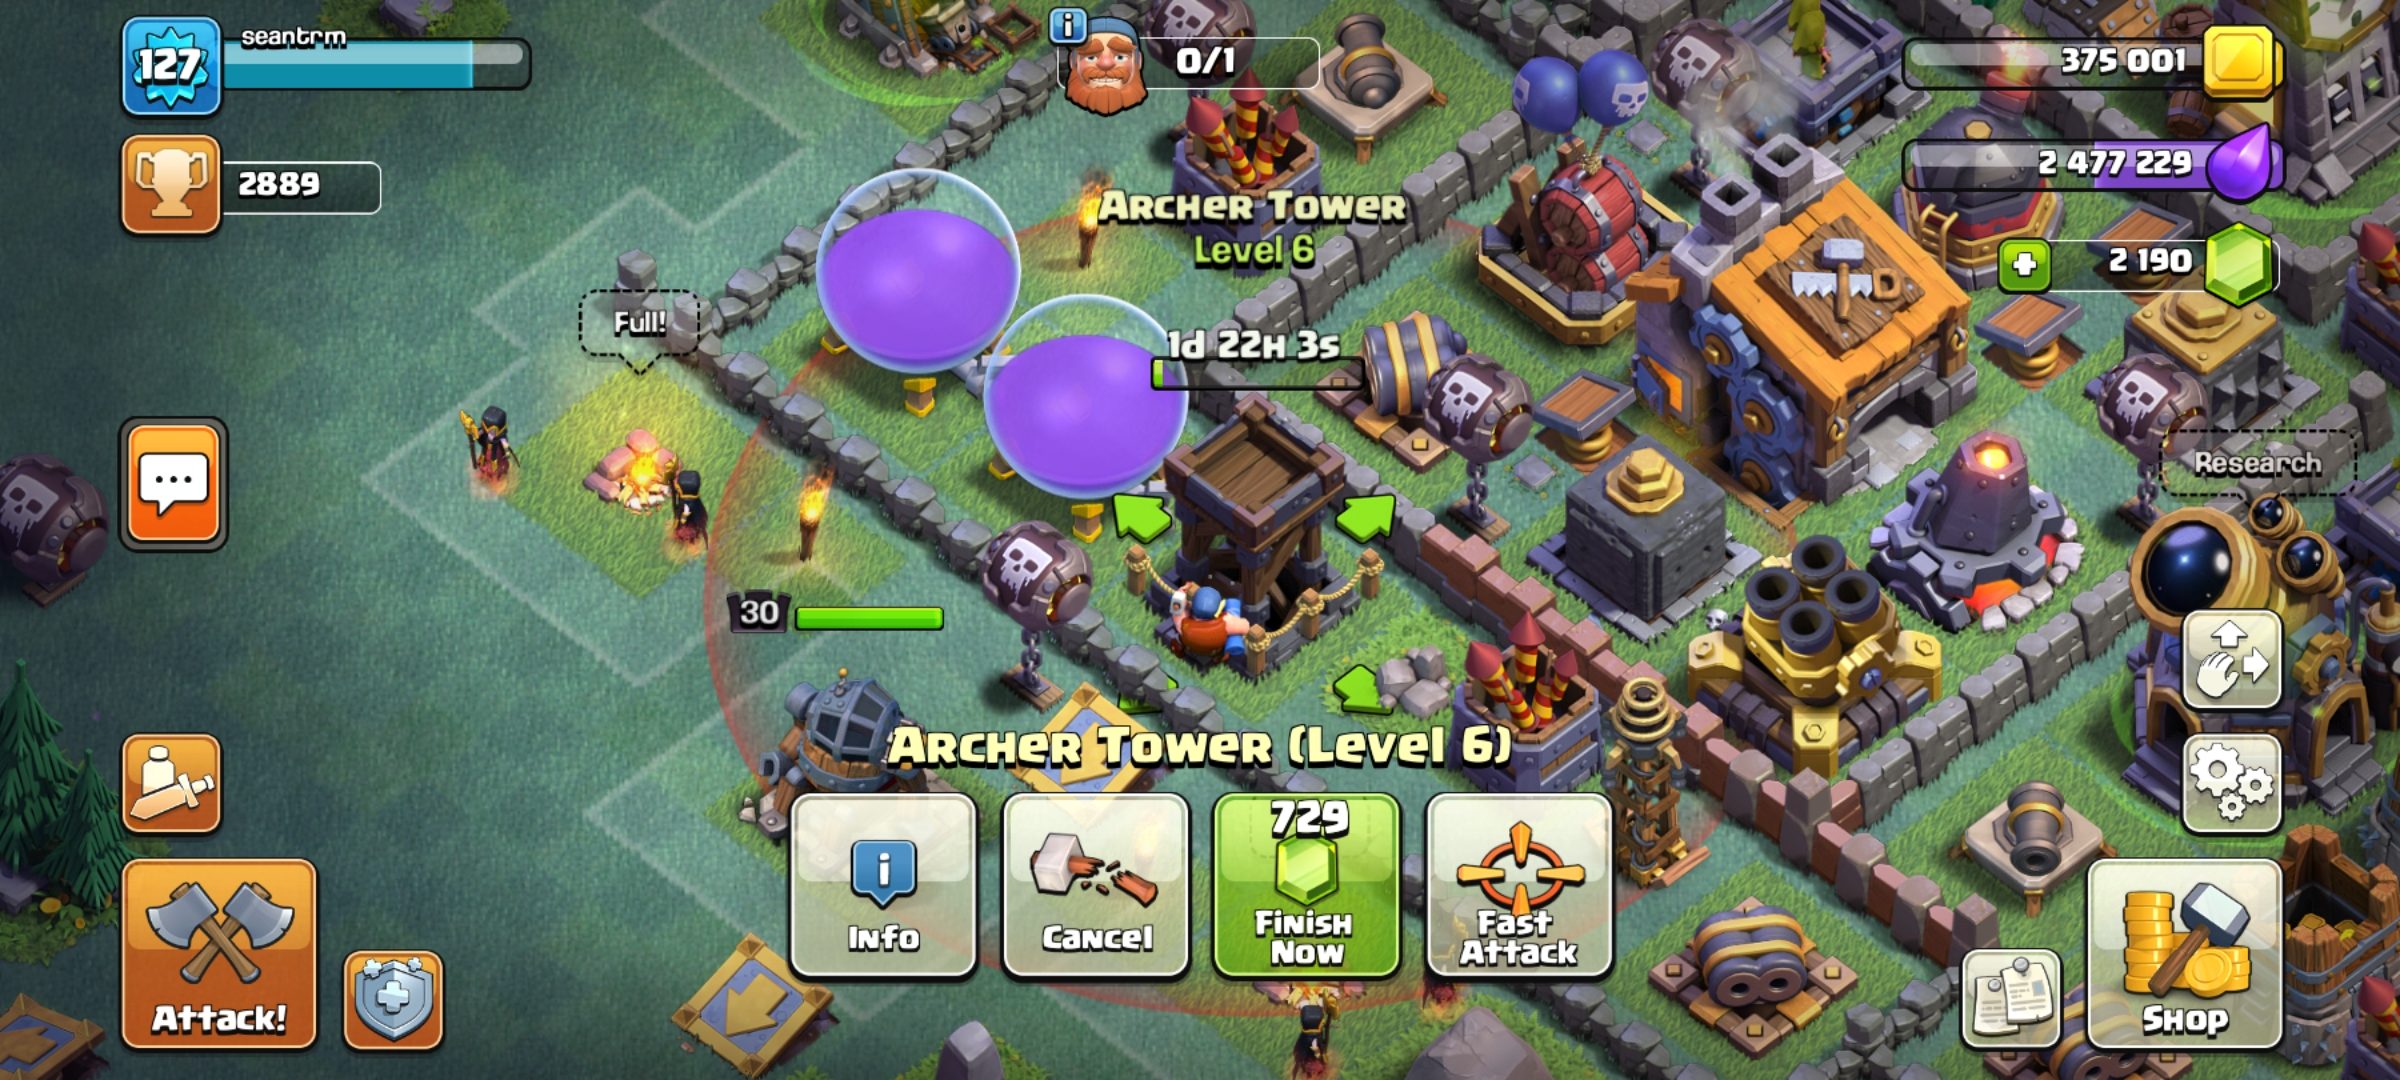 127
seantrm
0/1
375 001
2889
2 477 229
Archer Tower
Level 6
2 190
Full!
1d 22H 3s
Research
30
Archer Tower (Level 6)
Info
Cancel
729
Finish
Now
Fast
Attack
Attack!
Shop